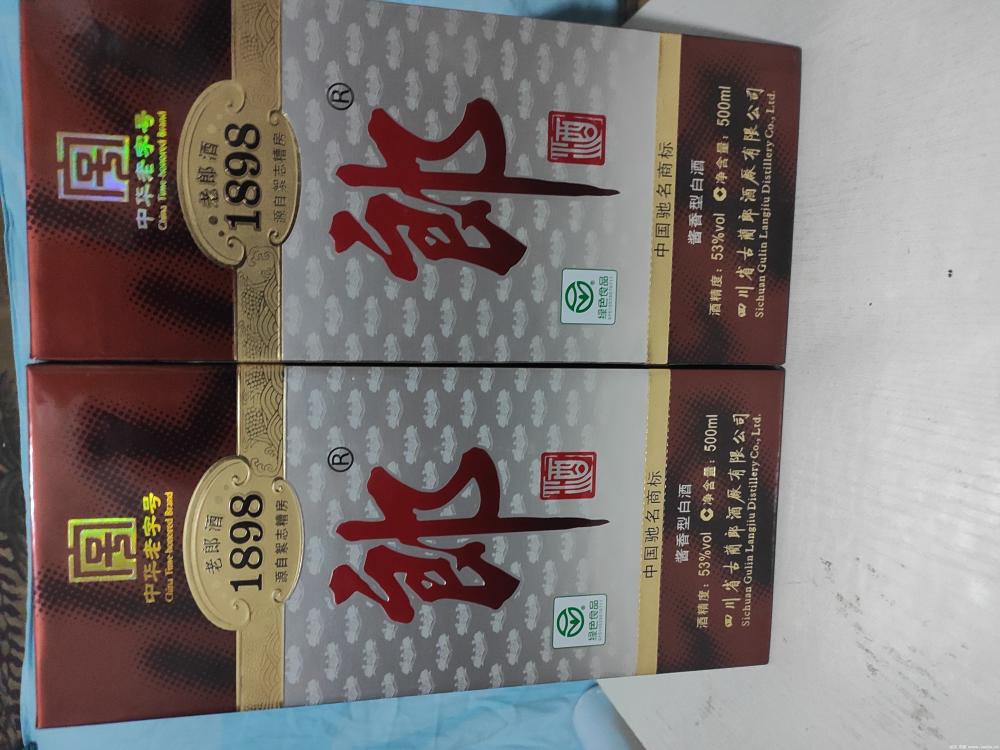 中华老字号
China Time-honored Brand
老郎酒
1898
源自絮志糟房
郎
®
酒
绿色食品
中国驰名商标
酱香型白酒
酒精度：53%vol 净含量：500ml
四川省古蔺郎酒厂有限公司
Sichuan Gulin Langjiu Distillery Co., Ltd.
中华老字号
China Time-honored Brand
老郎酒
1898
源自絮志糟房
郎
®
酒
绿色食品
中国驰名商标
酱香型白酒
酒精度：53%vol 净含量：500ml
四川省古蔺郎酒厂有限公司
Sichuan Gulin Langjiu Distillery Co., Ltd.